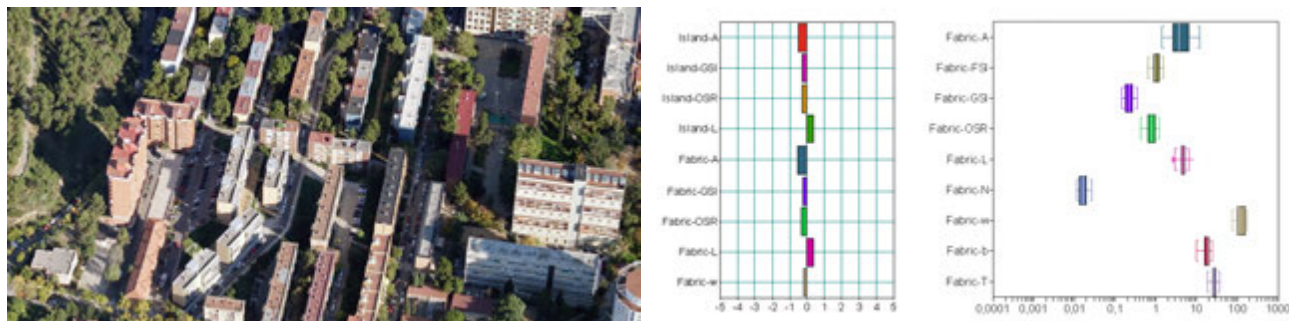 Island-A
Island-GSI
Island-OSR
Island-L
Fabric-A
Fabric-GSI
Fabric-OSR
Fabric-L
Fabric-w
-5 -4 -3 -2 -1 0 1 2 3 4 5
Fabric-A
Fabric-FSI
Fabric-GSI
Fabric-OSR
Fabric-L
Fabric-N
Fabric-w
Fabric-b
Fabric-T
0,0001 0,001 0,01 0,1 1 10 100 1000